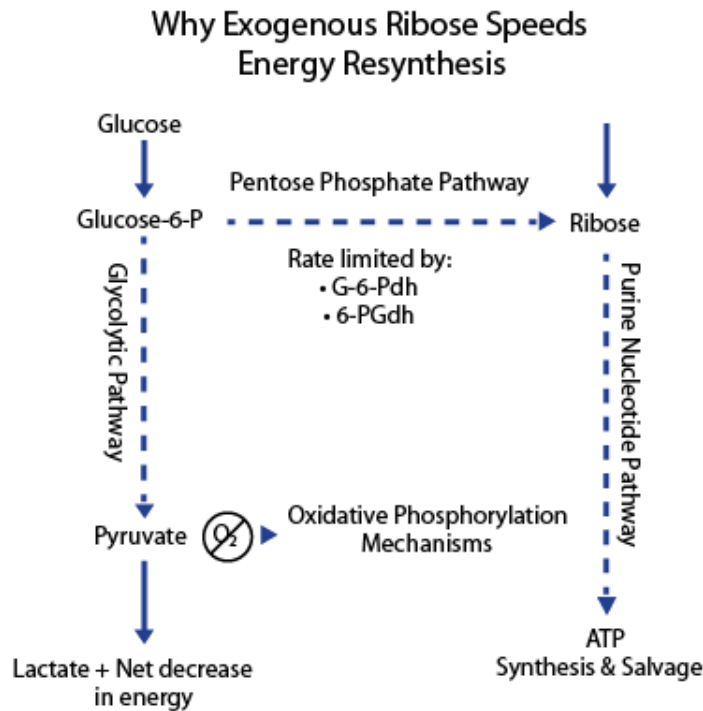 Why Exogenous Ribose Speeds
Energy Resynthesis
Glucose
Pentose Phosphate Pathway
Glucose-6-P
Ribose
Rate limited by:
• G-6-Pdh
• 6-PGdh
Glycolytic Pathway
Purine Nucleotide Pathway
Pyruvate
O₂
Oxidative Phosphorylation
Mechanisms
Lactate + Net decrease
in energy
ATP
Synthesis & Salvage